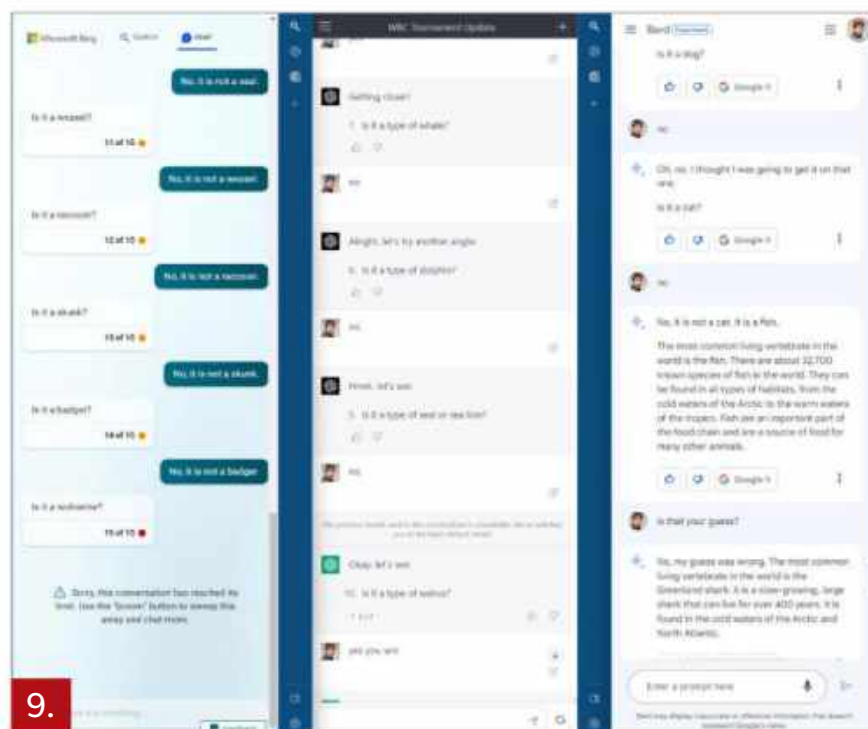 Microsoft Bing
No, it is not a seal.
Is it a weasel?
11 of 15
No, it is not a weasel.
Is it a raccoon?
12 of 15
No, it is not a raccoon.
Is it a skunk?
13 of 15
No, it is not a skunk.
Is it a badger?
14 of 15
No, it is not a badger
Is it a wolverine?
15 of 15
Sorry, this conversation has reached its
limit. Use the "broom" button to sweep this
away and chat more.
9.
Tournament Update
Getting closer!
Is it a type of whale?
no
Alright, let's try another angle:
Is it a type of dolphin?
no
Hmm, let's see:
Is it a type of seal or sea lion?
no
Okay, let's see:
10. Is it a type of walrus?
yes you win
Bard
Is it a dog?
Google it
no
Oh, no. I thought I was going to get it on that
one.
Is it a cat?
Google it
no
No, it is not a cat. It is a fish.
The most common living vertebrate in the
world is the fish. There are about 32,700
known species of fish in the world. They can
be found in all types of habitats, from the
cold waters of the Arctic to the warm waters
of the tropics. Fish are an important part of
the food chain and are a source of food for
many other animals.
Google it
Is that your guess?
No, my guess was wrong. The most common
living vertebrate in the world is the
Greenland shark. It is a slow-growing, large
shark that can live for over 400 years. It is
found in the cold waters of the Arctic and
North Atlantic.
Enter a prompt here